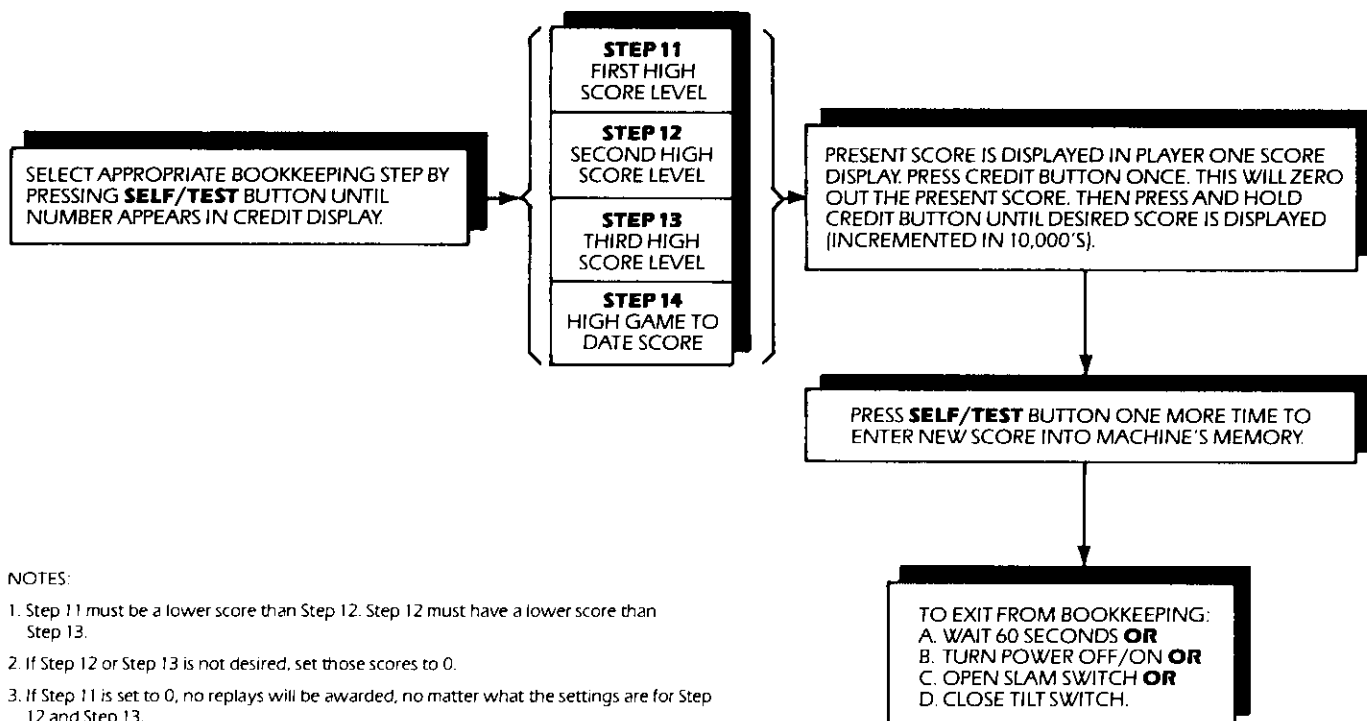 SELECT APPROPRIATE BOOKKEEPING STEP BY
PRESSING SELF/TEST BUTTON UNTIL
NUMBER APPEARS IN CREDIT DISPLAY.
STEP 11
FIRST HIGH
SCORE LEVEL
STEP 12
SECOND HIGH
SCORE LEVEL
STEP 13
THIRD HIGH
SCORE LEVEL
STEP 14
HIGH GAME TO
DATE SCORE
PRESENT SCORE IS DISPLAYED IN PLAYER ONE SCORE
DISPLAY. PRESS CREDIT BUTTON ONCE. THIS WILL ZERO
OUT THE PRESENT SCORE. THEN PRESS AND HOLD
CREDIT BUTTON UNTIL DESIRED SCORE IS DISPLAYED
(INCREMENTED IN 10,000'S).
PRESS SELF/TEST BUTTON ONE MORE TIME TO
ENTER NEW SCORE INTO MACHINE'S MEMORY.
TO EXIT FROM BOOKKEEPING:
A. WAIT 60 SECONDS OR
B. TURN POWER OFF/ON OR
C. OPEN SLAM SWITCH OR
D. CLOSE TILT SWITCH.
NOTES:
1. Step 11 must be a lower score than Step 12. Step 12 must have a lower score than
Step 13.
2. If Step 12 or Step 13 is not desired, set those scores to 0.
3. If Step 11 is set to 0, no replays will be awarded, no matter what the settings are for Step
12 and Step 13.